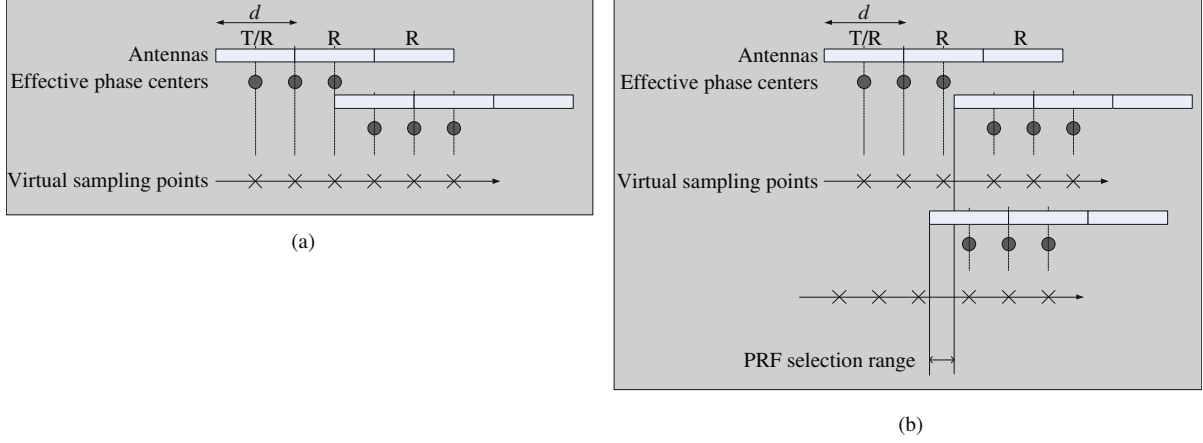 d
T/R R R
Antennas
Effective phase centers
Virtual sampling points
(a)
d
T/R R R
Antennas
Effective phase centers
Virtual sampling points
PRF selection range
(b)